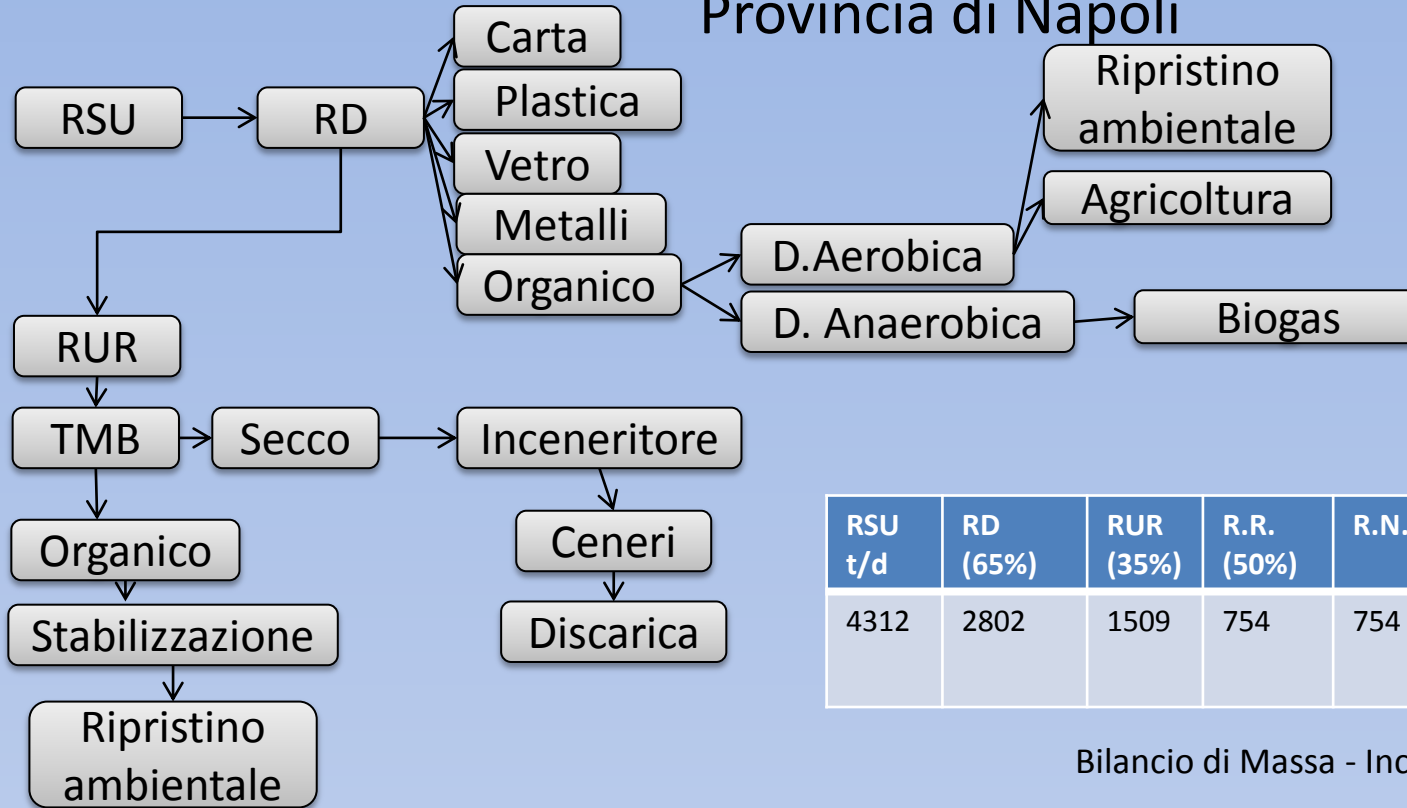 Provincia di Napoli
RSU
RD
Carta
Plastica
Vetro
Metalli
Organico
D.Aerobica
D. Anaerobica
Ripristino
ambientale
Agricoltura
Biogas
RUR
TMB
Secco
Inceneritore
Organico
Ceneri
Stabilizzazione
Discarica
Ripristino
ambientale
RSU
t/d
RD
(65%)
RUR
(35%)
R.R.
(50%)
R.N.
4312
2802
1509
754
754
Bilancio di Massa -